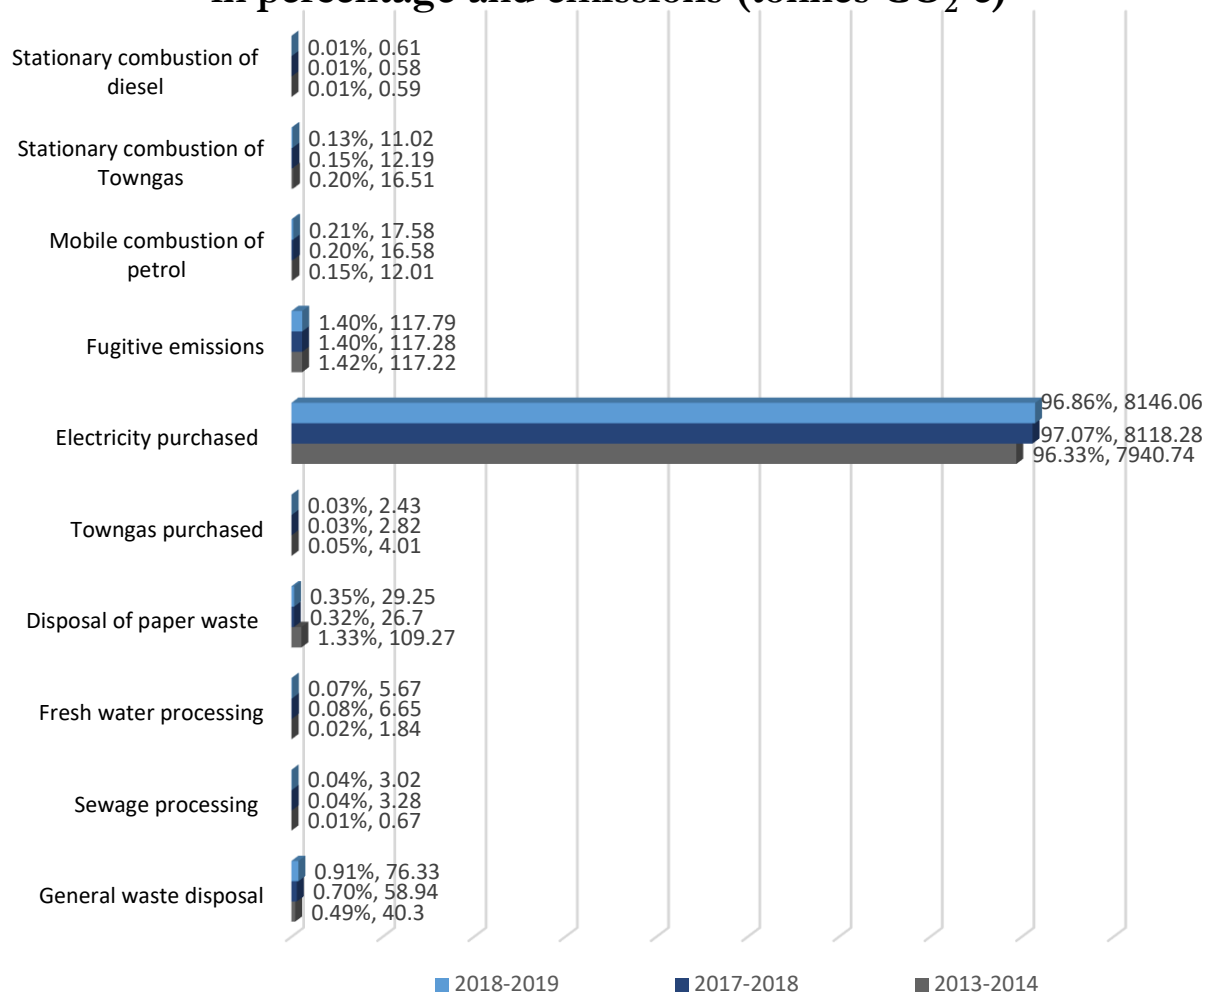 in percentage and emissions (tonnes CO2-e)
Stationary combustion of
diesel
0.01%, 0.61
0.01%, 0.58
0.01%, 0.59
Stationary combustion of
Towngas
0.13%, 11.02
0.15%, 12.19
0.20%, 16.51
Mobile combustion of
petrol
0.21%, 17.58
0.20%, 16.58
0.15%, 12.01
Fugitive emissions
1.40%, 117.79
1.40%, 117.28
1.42%, 117.22
Electricity purchased
96.86%, 8146.06
97.07%, 8118.28
96.33%, 7940.74
Towngas purchased
0.03%, 2.43
0.03%, 2.82
0.05%, 4.01
Disposal of paper waste
0.35%, 29.25
0.32%, 26.7
1.33%, 109.27
Fresh water processing
0.07%, 5.67
0.08%, 6.65
0.02%, 1.84
Sewage processing
0.04%, 3.02
0.04%, 3.28
0.01%, 0.67
General waste disposal
0.91%, 76.33
0.70%, 58.94
0.49%, 40.3
2018-2019 2017-2018 2013-2014